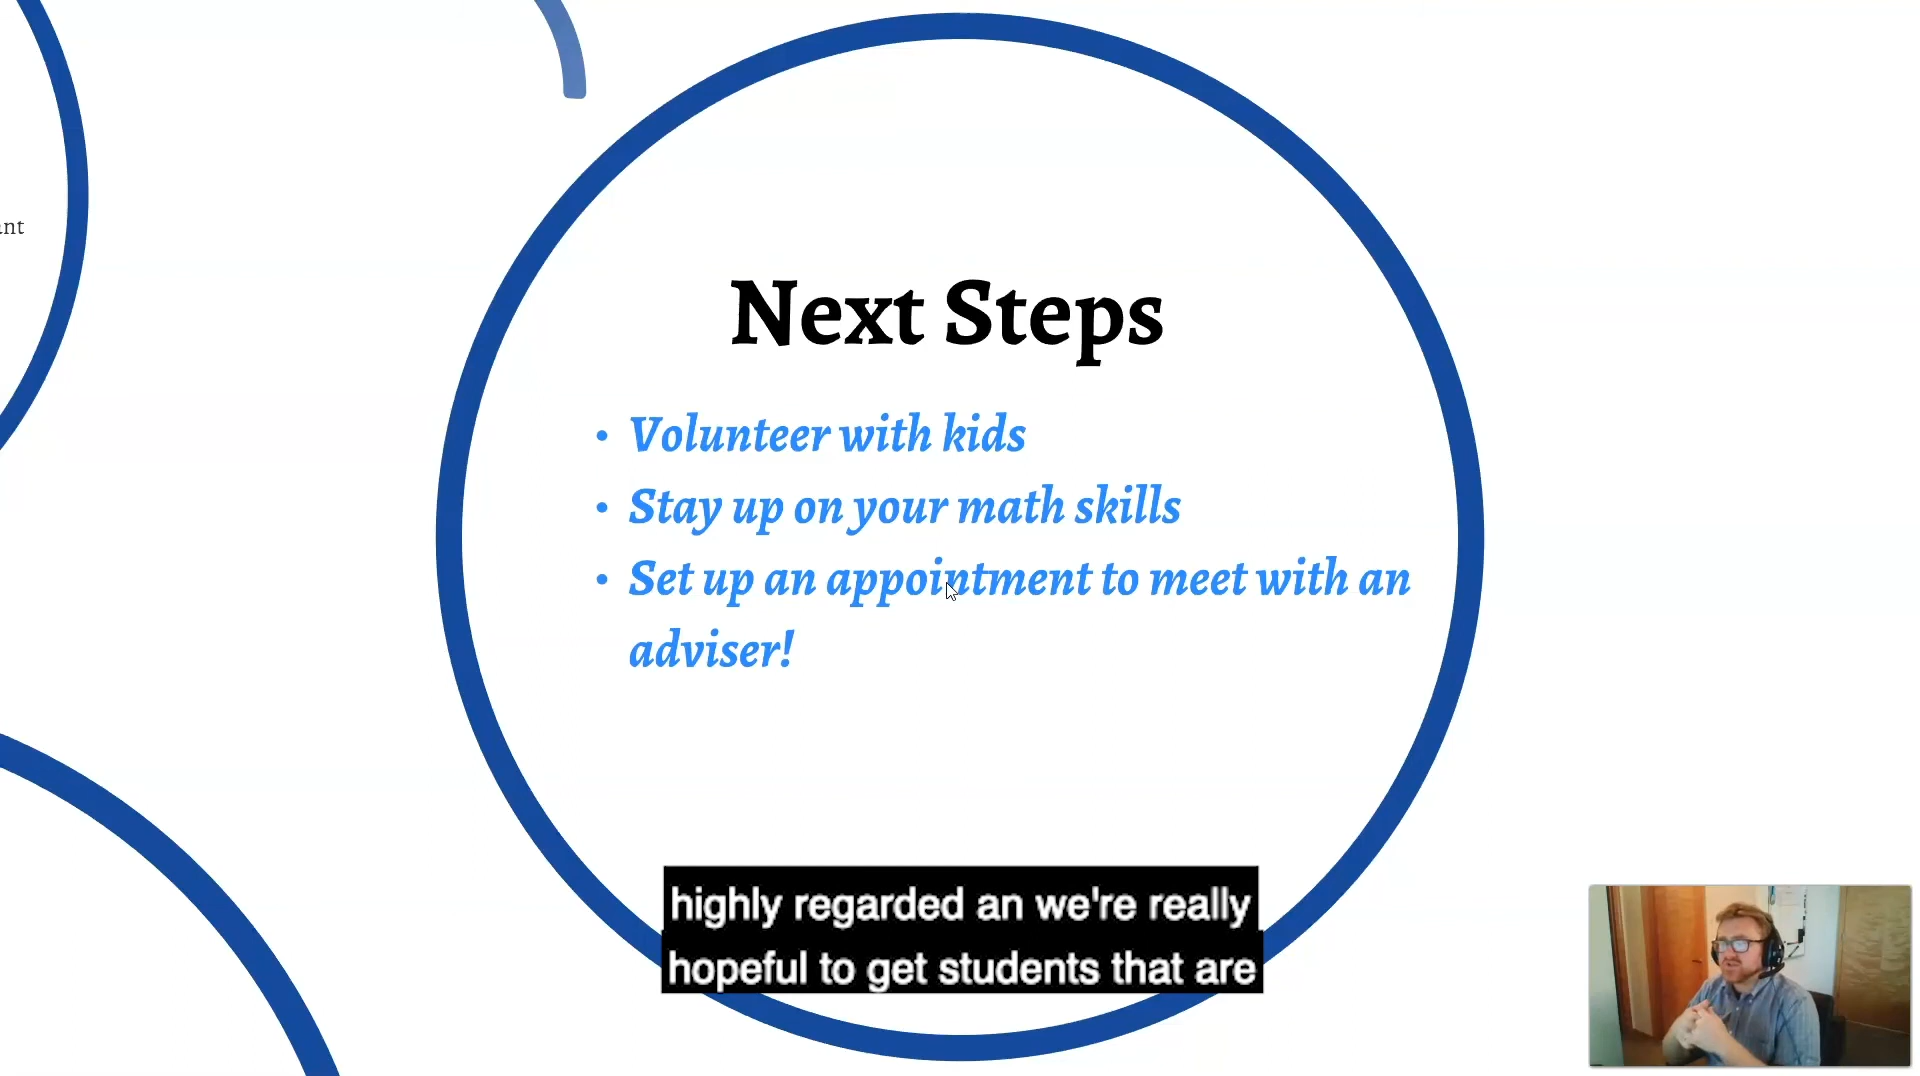 Next Steps
• Volunteer with kids
• Stay up on your math skills
• Set up an appointment to meet with an
adviser!
highly regarded an we're really
hopeful to get students that are